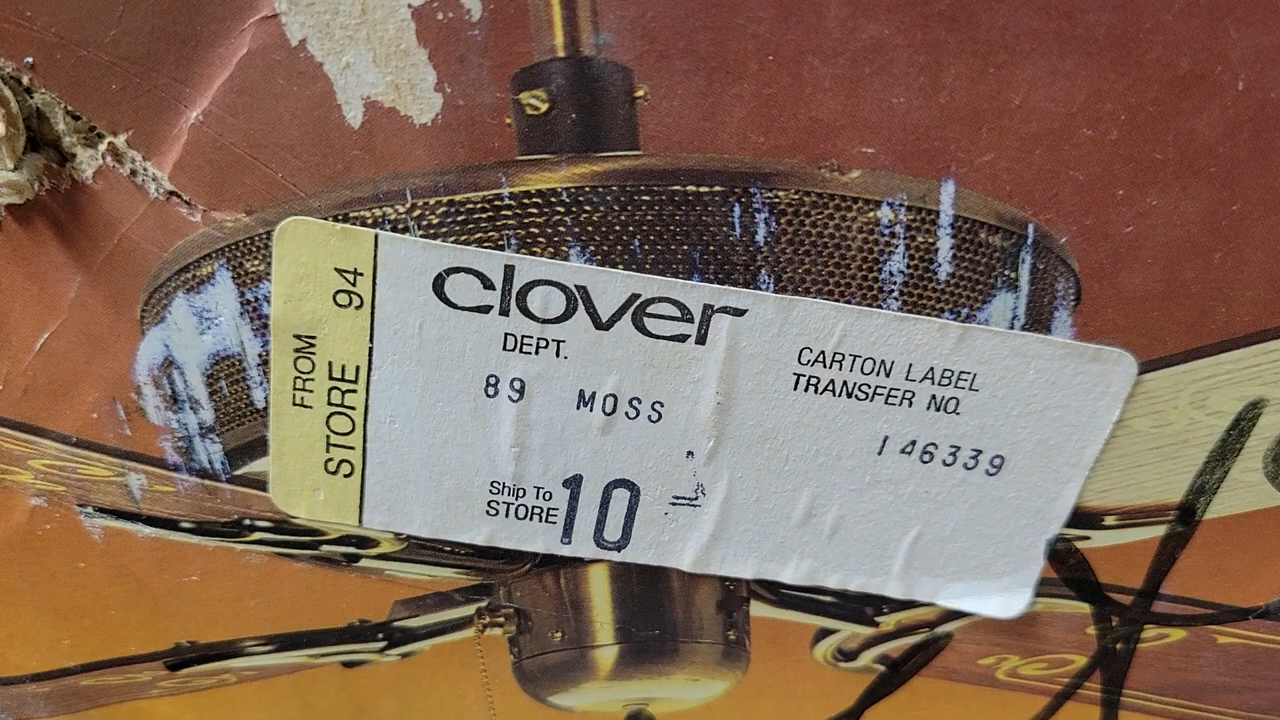 FROM
STORE 94
clover
DEPT.
89 MOSS
CARTON LABEL
TRANSFER NO.
146339
Ship To
STORE 10